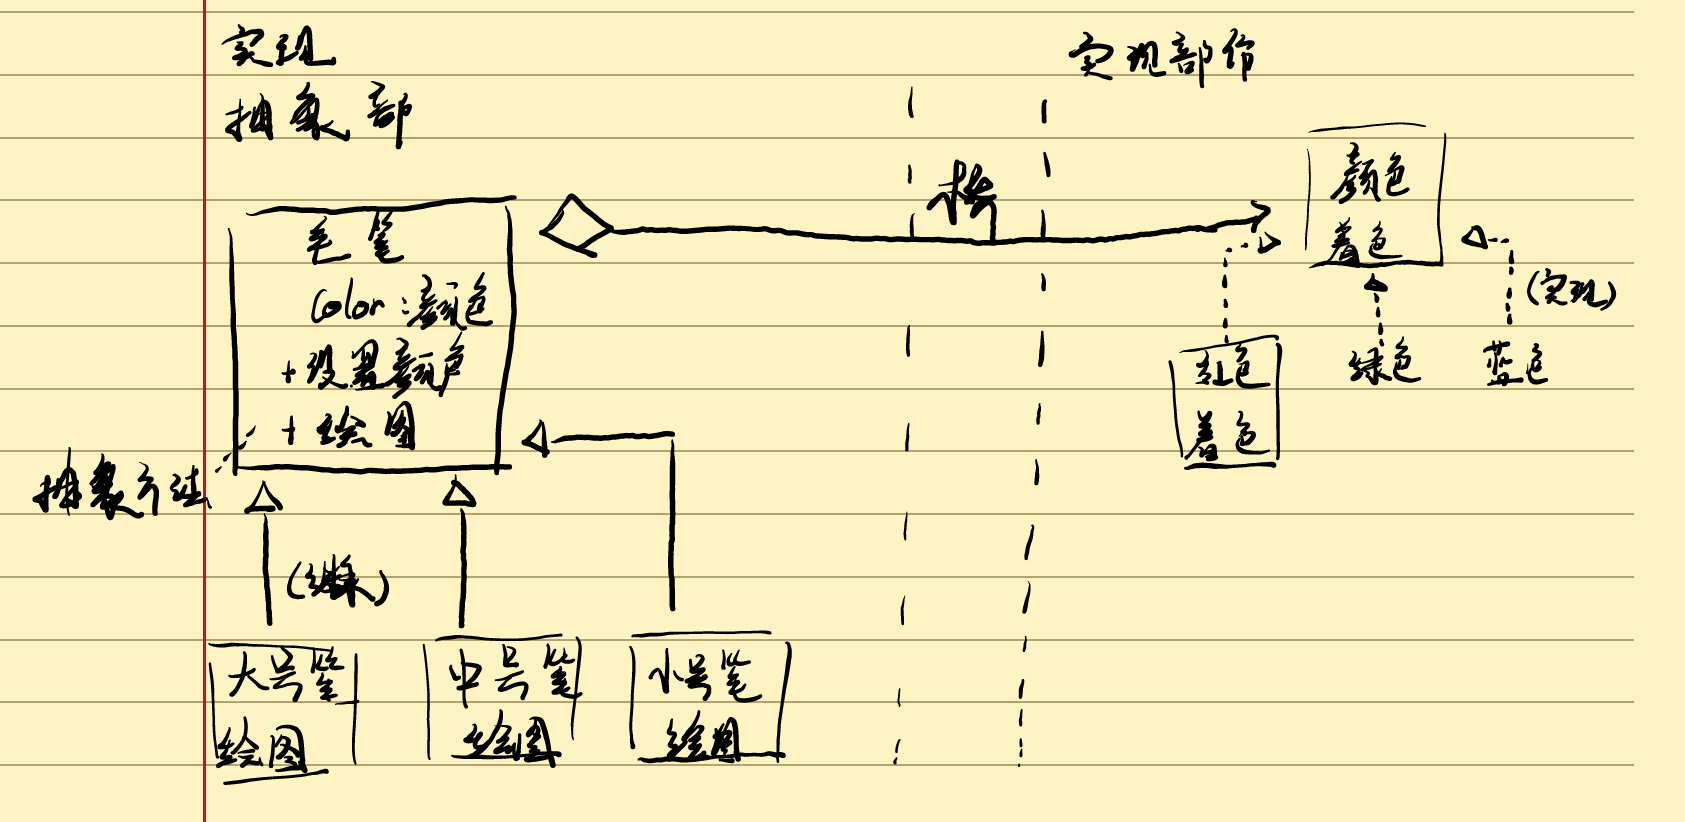 实现
抽象部
实现部份
桥
毛笔
Color:颜色
+设置颜色
+绘图
抽象方法
(继承)
大号笔
绘图
中号笔
绘图
小号笔
绘图
颜色
着色
(实现)
红色
着色
绿色
蓝色